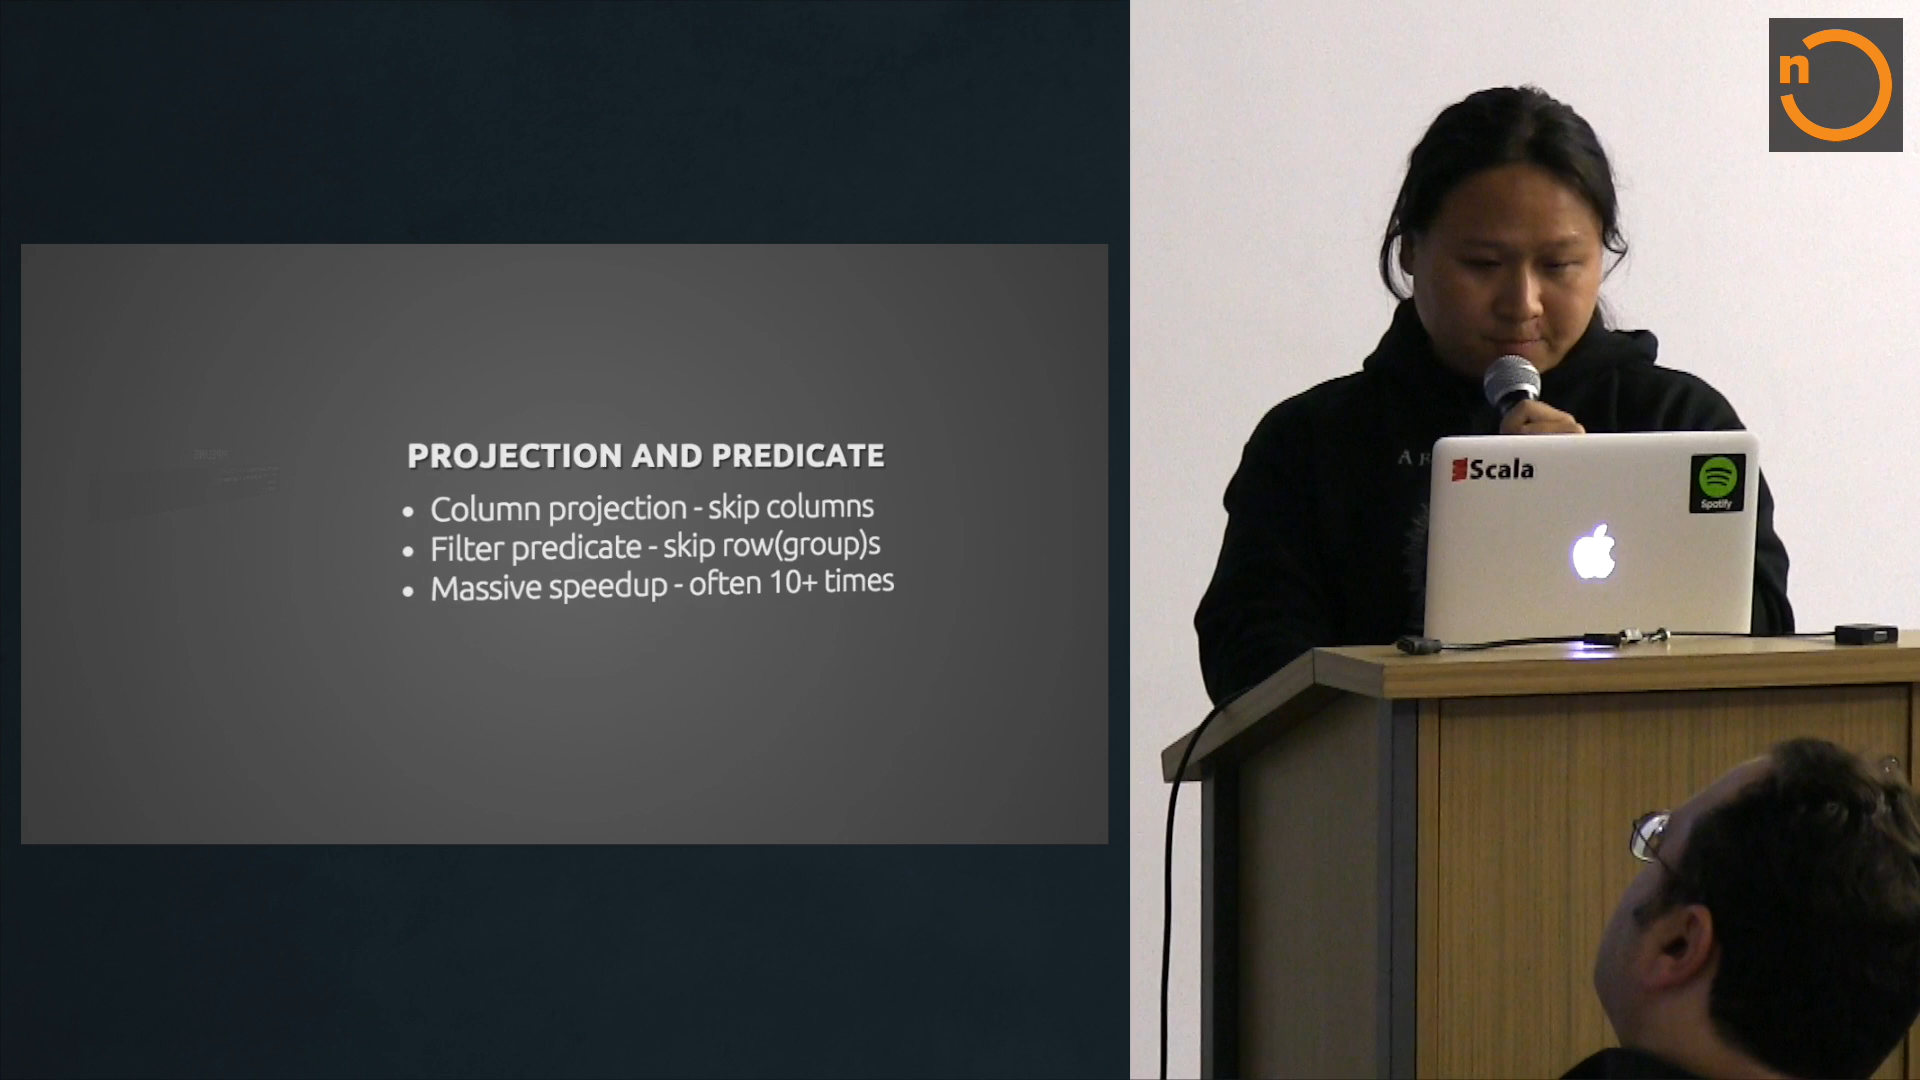 PROJECTION AND PREDICATE
• Column projection - skip columns
• Filter predicate - skip row(group)s
• Massive speedup - often 10+ times
n
A
Scala
Spotify